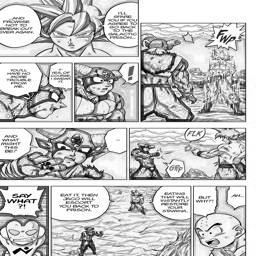 AND
PROMISE
NOT TO
BREAK OUT
EVER AGAIN.
I'LL
SPARE
YOU IF YOU
AGREE TO
GO BACK
TO THE
GALACTIC
PRISON...
FWP
YOU'LL
HAVE NO
MORE
TROUBLE
FROM
ME.
YES, OF
COURSE
!!
!
AND
WHAT
MIGHT
THIS
BE?
FLK
SAY
WHAT
?!
EAT IT, THEN
JACO WILL
ESCORT
YOU BACK TO
PRISON.
EATING
THAT WILL
INSTANTLY
RESTORE
YOUR
STAMINA.
BUT
WHY?!